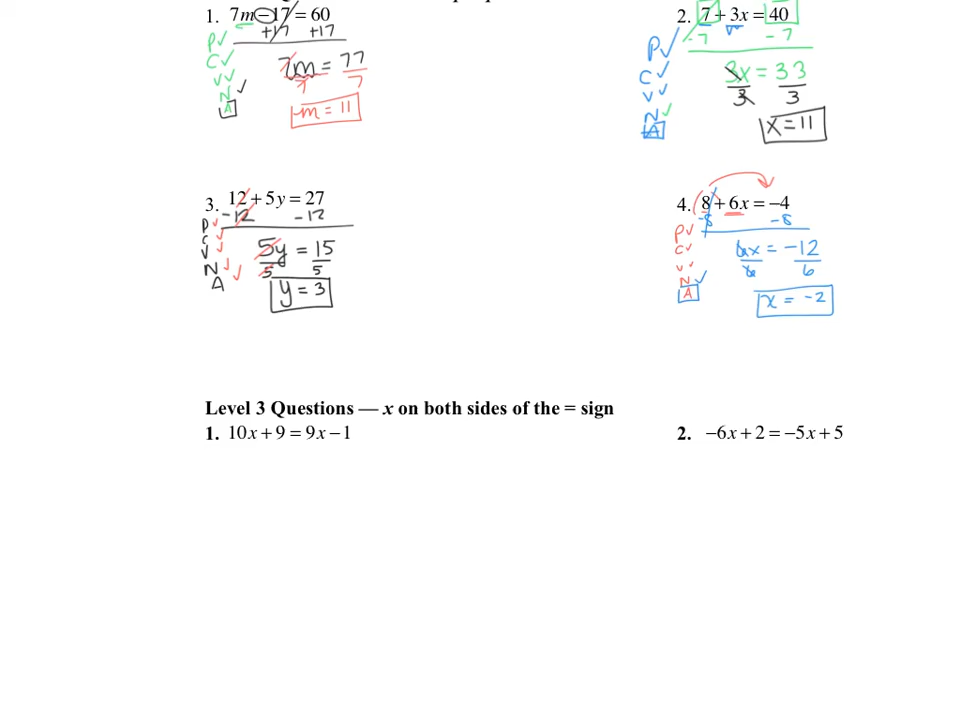 1. 7m − 17 = 60
+17 +17
P✓
C✓
V✓✓
N✓
A
7m = 77
7 7
m = 11
2. 7 + 3x = 40
-7 -7
P✓
C✓
V✓✓
N✓
A
3x = 33
3 3
x = 11
3. 12 + 5y = 27
-12 -12
P✓
C✓
V✓
N✓✓
A
5y = 15
5 5
y = 3
4. 8 + 6x = −4
-8 -8
P✓
C✓
V✓✓
N✓
A
6x = -12
6 6
x = -2
Level 3 Questions — x on both sides of the = sign
1. 10x + 9 = 9x − 1
2. −6x + 2 = −5x + 5